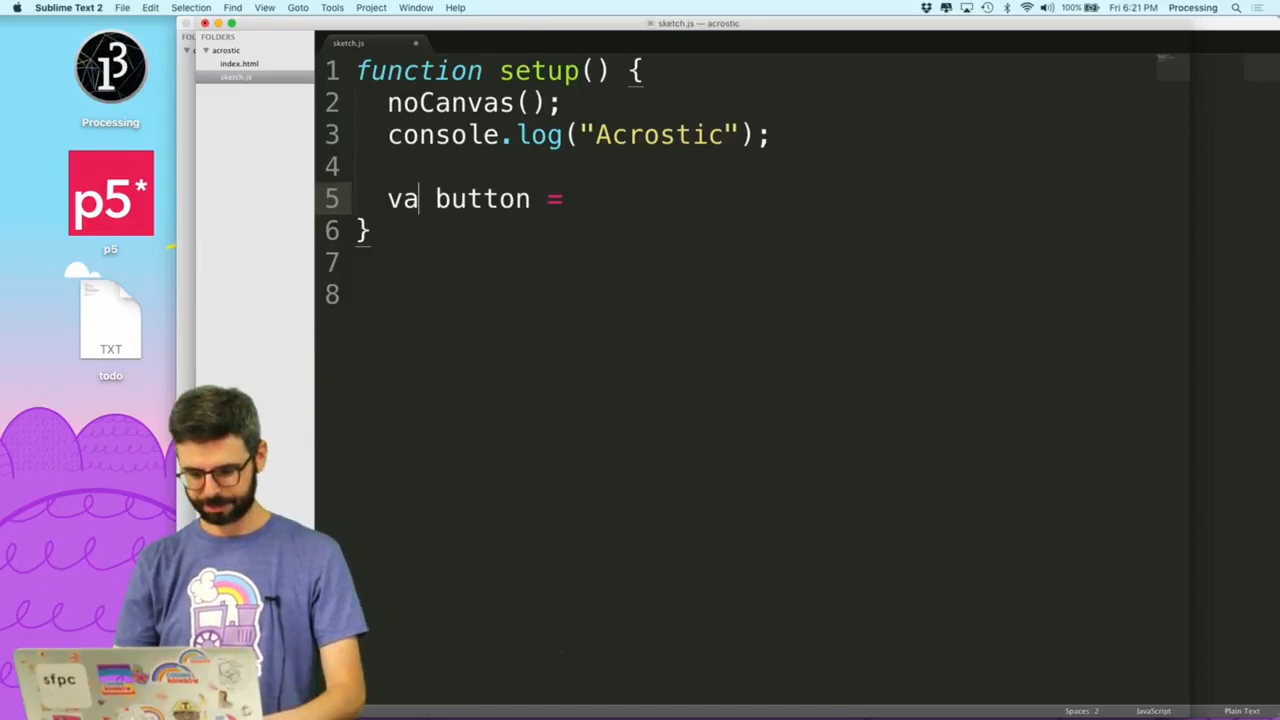 Sublime Text 2 File Edit Selection View Find Goto Tools Project Window Help 100% Fri 6:21 PM Processing
sketch.js — acrostic
FOLDERS
acrostic
index.html
sketch.js
sketch.js
1 function setup() {
2 noCanvas();
3 console.log("Acrostic");
4
5 va button =
6 }
7
8
Processing
p5*
p5
TXT
todo
sfpc
Spaces: 2 JavaScript Plain Text